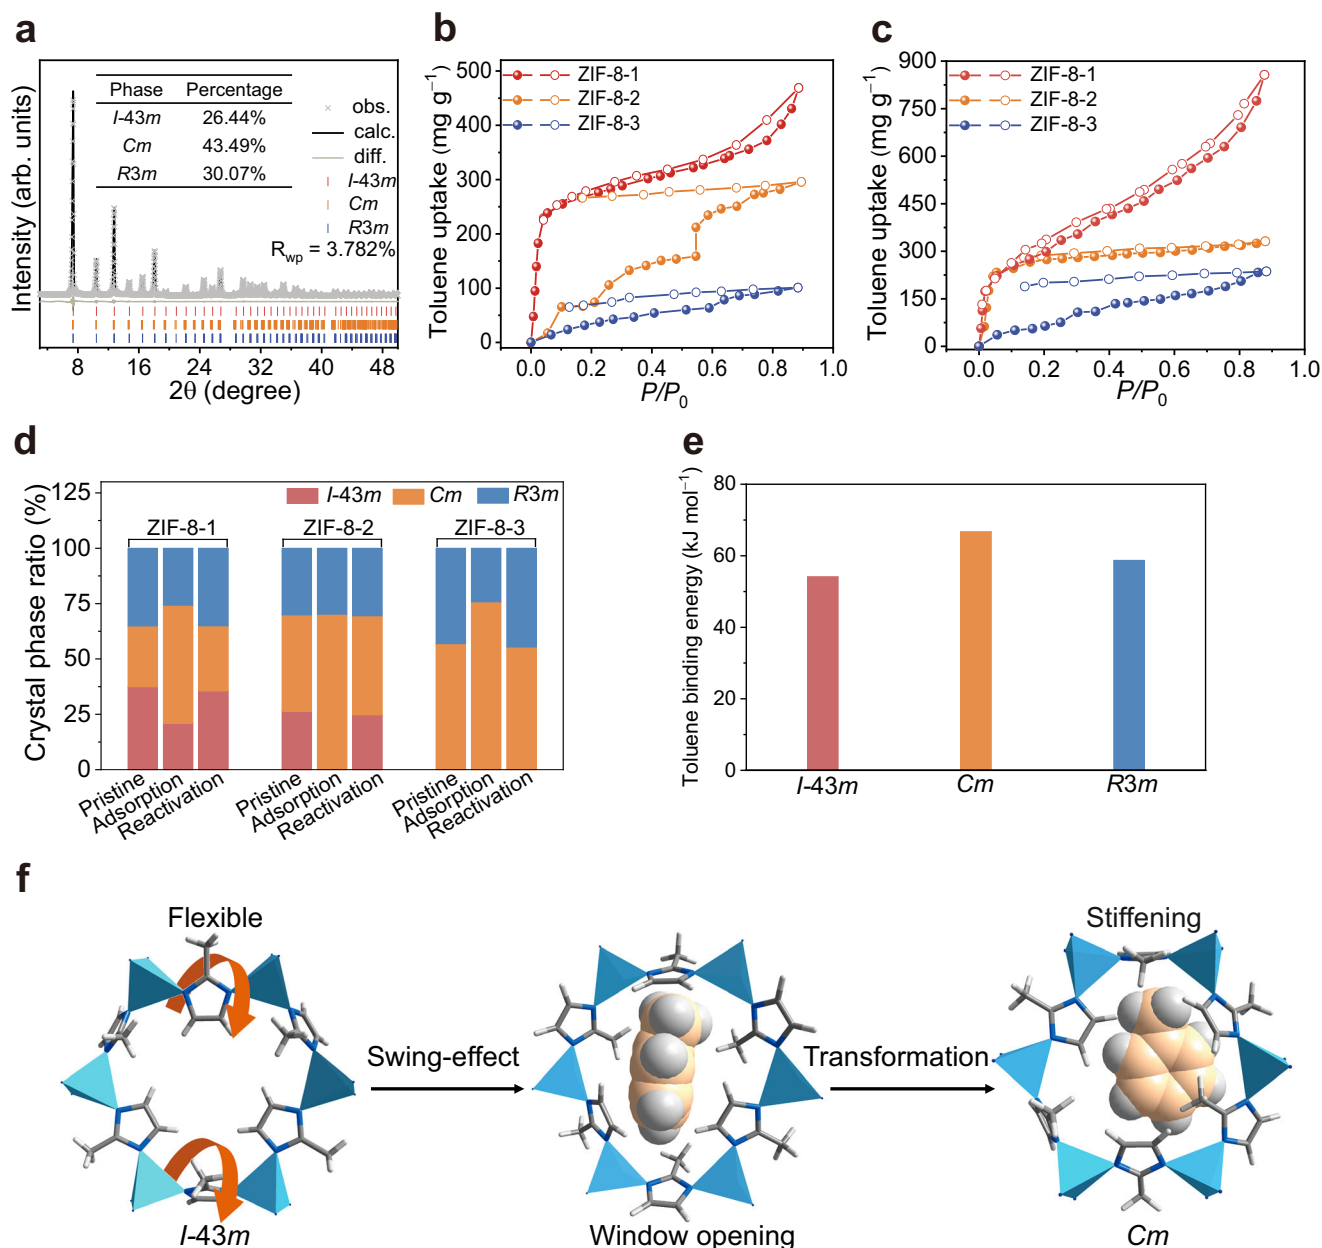 a
Intensity (arb. units)
Phase Percentage
I-43m 26.44%
Cm 43.49%
R3m 30.07%
obs.
calc.
diff.
I-43m
Cm
R3m
Rwp = 3.782%
8 16 24 32 40 48
2θ (degree)
b
Toluene uptake (mg g⁻¹)
500
400
300
200
100
0
ZIF-8-1
ZIF-8-2
ZIF-8-3
0.0 0.2 0.4 0.6 0.8 1.0
P/P₀
c
Toluene uptake (mg g⁻¹)
900
750
600
450
300
150
0
ZIF-8-1
ZIF-8-2
ZIF-8-3
0.0 0.2 0.4 0.6 0.8 1.0
P/P₀
d
Crystal phase ratio (%)
125
100
75
50
25
0
I-43m Cm R3m
ZIF-8-1 ZIF-8-2 ZIF-8-3
Pristine Adsorption Reactivation Pristine Adsorption Reactivation Pristine Adsorption Reactivation
e
Toluene binding energy (kJ mol⁻¹)
80
60
40
20
0
I-43m Cm R3m
f
Flexible Stiffening
Swing-effect Transformation
I-43m Window opening Cm